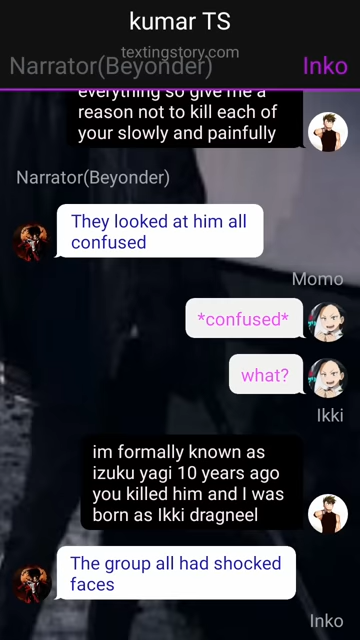 kumar TS
textingstory.com
Narrator(Beyonder)
Inko
everything so give me a
reason not to kill each of
your slowly and painfully
Narrator(Beyonder)
They looked at him all
confused
Momo
*confused*
what?
Ikki
im formally known as
izuku yagi 10 years ago
you killed him and I was
born as Ikki dragneel
The group all had shocked
faces
Inko